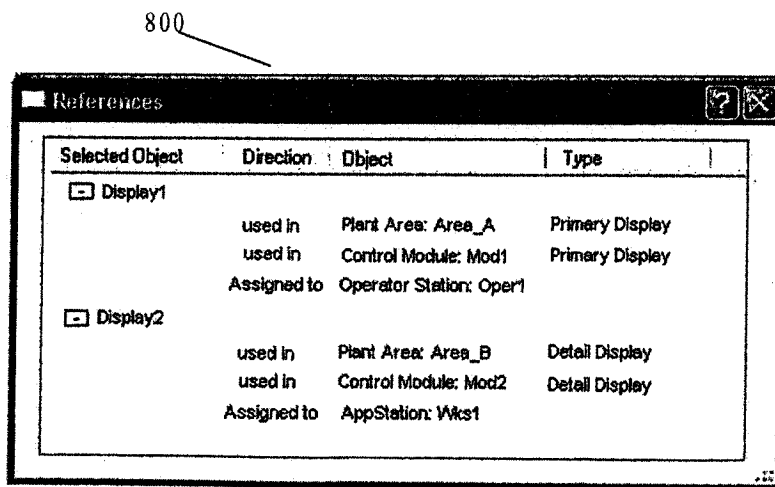 800
References
Selected Object Direction Object Type
Display1
used in Plant Area: Area_A Primary Display
used in Control Module: Mod1 Primary Display
Assigned to Operator Station: Oper1
Display2
used in Plant Area: Area_B Detail Display
used in Control Module: Mod2 Detail Display
Assigned to AppStation: Wks1